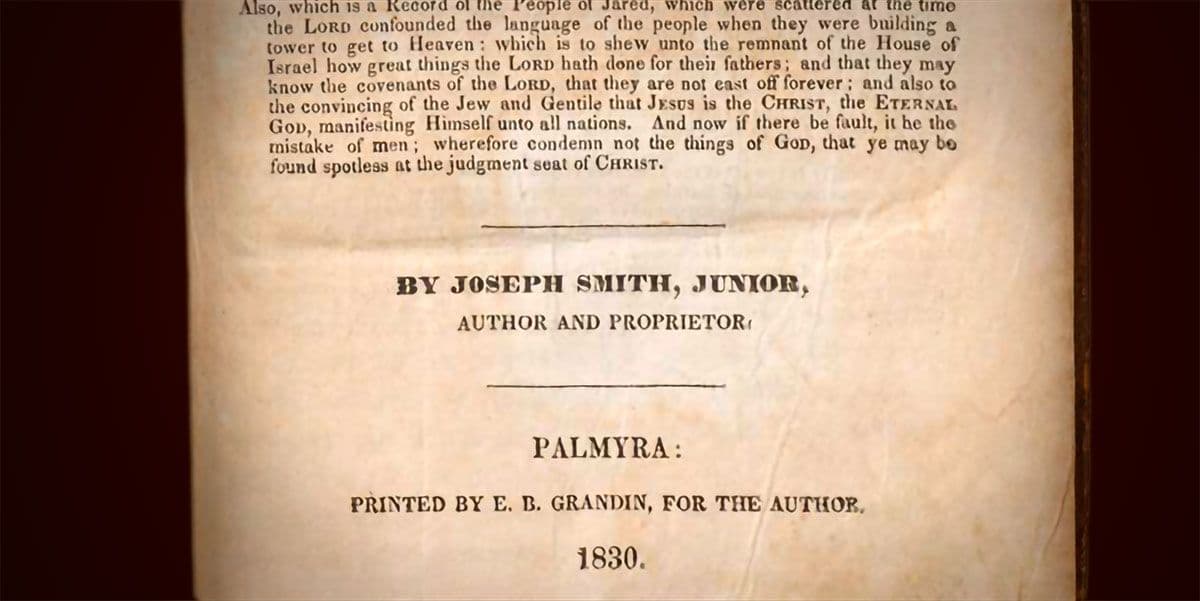 Also, which is a Record of the People of Jared, which were scattered at the time
the LORD confounded the language of the people when they were building a
tower to get to Heaven : which is to shew unto the remnant of the House of
Israel how great things the LORD hath done for their fathers ; and that they may
know the covenants of the LORD, that they are not cast off forever ; and also to
the convincing of the Jew and Gentile that JESUS is the CHRIST, the ETERNAL
GOD, manifesting Himself unto all nations. And now if there be fault, it be the
mistake of men ; wherefore condemn not the things of GOD, that ye may be
found spotless at the judgment seat of CHRIST.
BY JOSEPH SMITH, JUNIOR,
AUTHOR AND PROPRIETOR.
PALMYRA :
PRINTED BY E. B. GRANDIN, FOR THE AUTHOR.
1830.